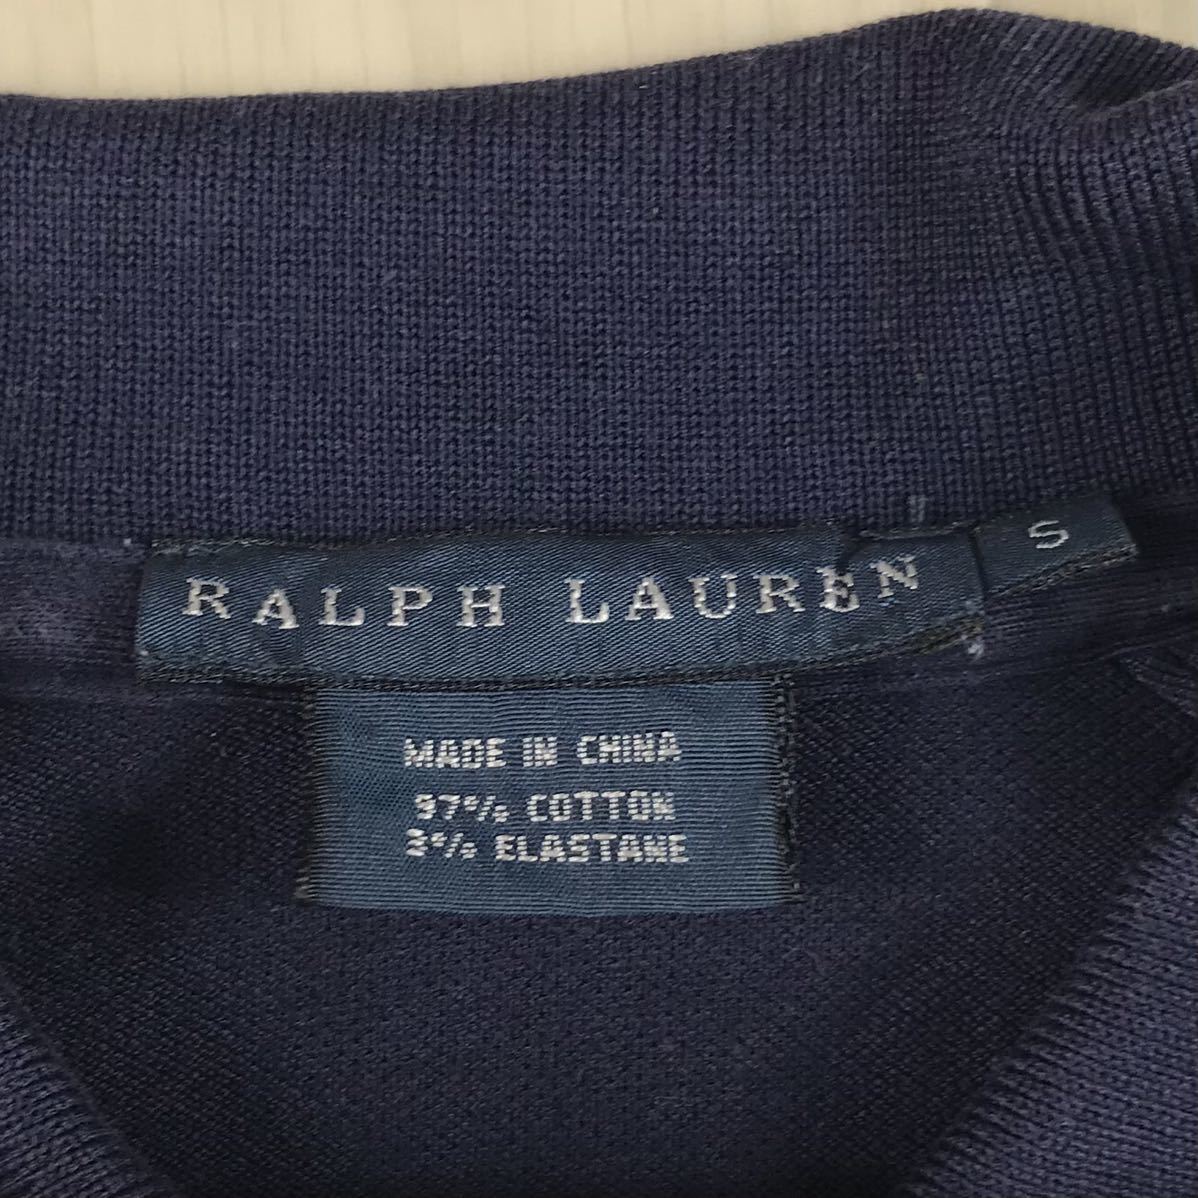 RALPH LAUREN
S
MADE IN CHINA
97% COTTON
3% ELASTANE